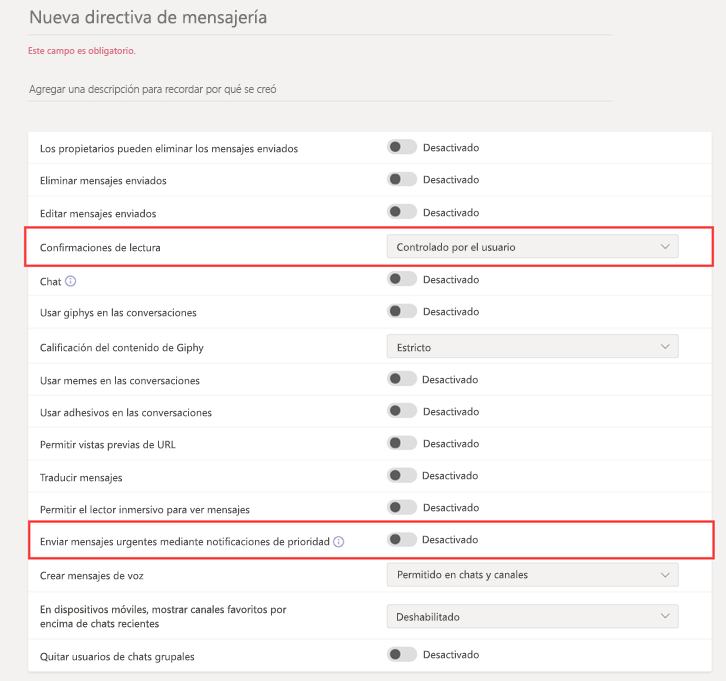 Nueva directiva de mensajería
Este campo es obligatorio.
Agregar una descripción para recordar por qué se creó
Los propietarios pueden eliminar los mensajes enviados Desactivado
Eliminar mensajes enviados Desactivado
Editar mensajes enviados Desactivado
Confirmaciones de lectura Controlado por el usuario
Chat Desactivado
Usar giphys en las conversaciones Desactivado
Calificación del contenido de Giphy Estricto
Usar memes en las conversaciones Desactivado
Usar adhesivos en las conversaciones Desactivado
Permitir vistas previas de URL Desactivado
Traducir mensajes Desactivado
Permitir el lector inmersivo para ver mensajes Desactivado
Enviar mensajes urgentes mediante notificaciones de prioridad Desactivado
Crear mensajes de voz Permitido en chats y canales
En dispositivos móviles, mostrar canales favoritos por
encima de chats recientes Deshabilitado
Quitar usuarios de chats grupales Desactivado